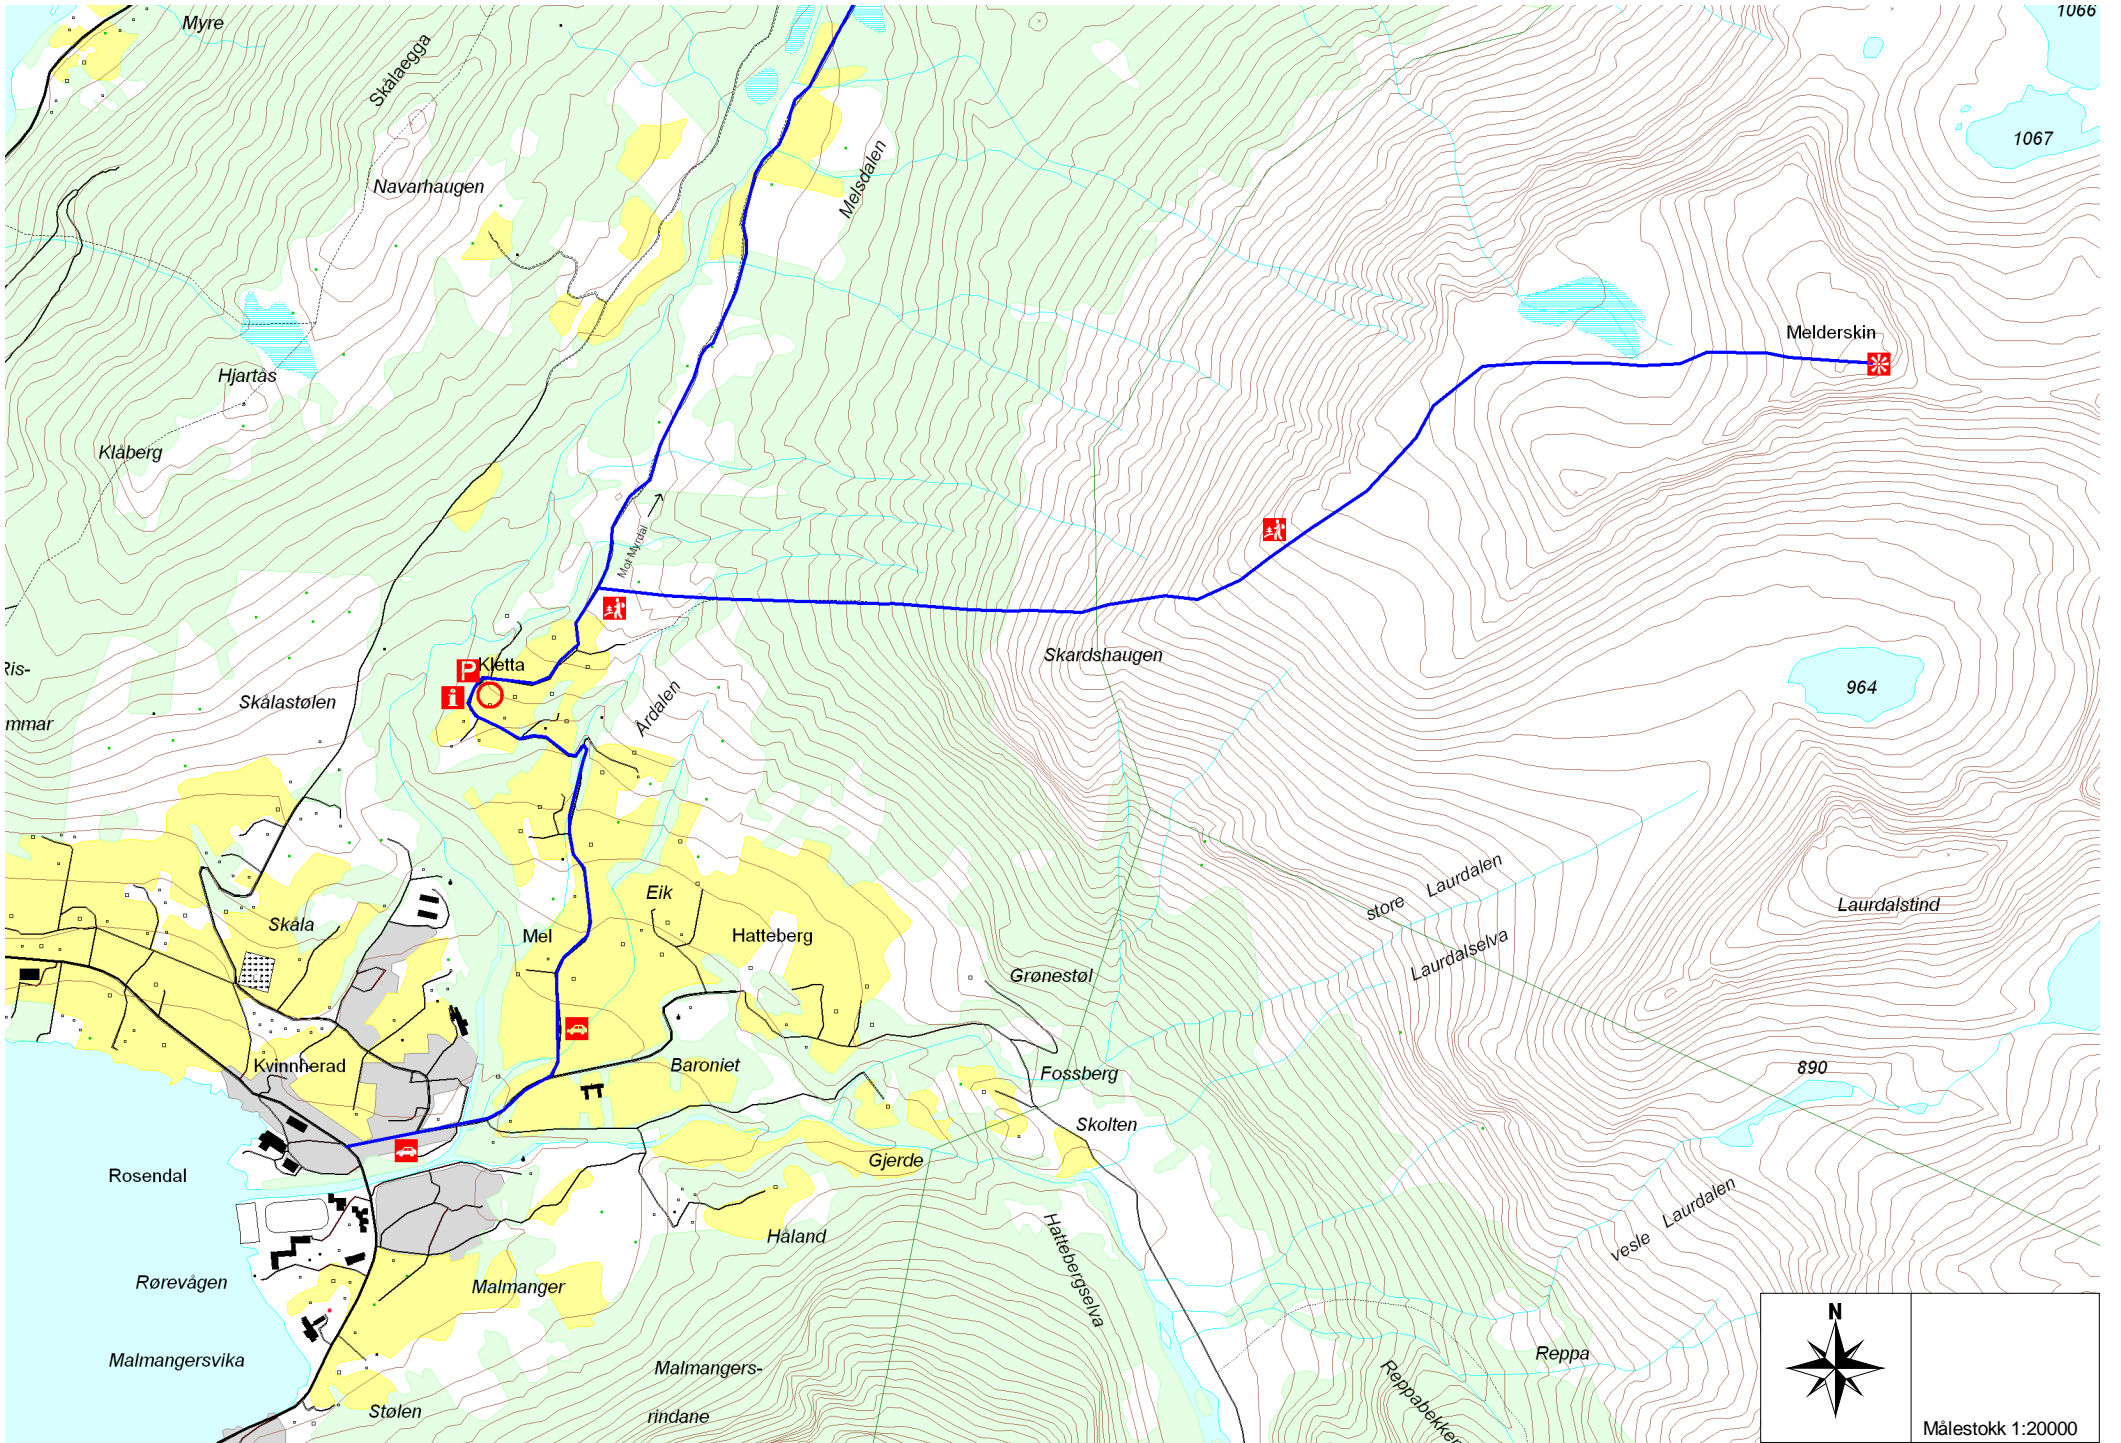 Myre
1066
Skålaegga
1067
Navarhaugen
Melsdalen
Melderskin
Hjartås
Klåberg
Mot Myrdal
Skardshaugen
P Kletta
i
Ris-
Skålastølen
Årdalen
964
mmar
store Laurdalen
Eik
Laurdalstind
Skåla
Mel
Hatteberg
Laurdalselva
Grønestøl
Kvinnherad
Baroniet
Fossberg
890
Skolten
Gjerde
Rosendal
vesle Laurdalen
Håland
Hattebergselva
Rørevågen
Malmanger
N
Malmangersvika
Malmangers-
rindane
Reppa
Reppabekken
Stølen
Målestokk 1:20000